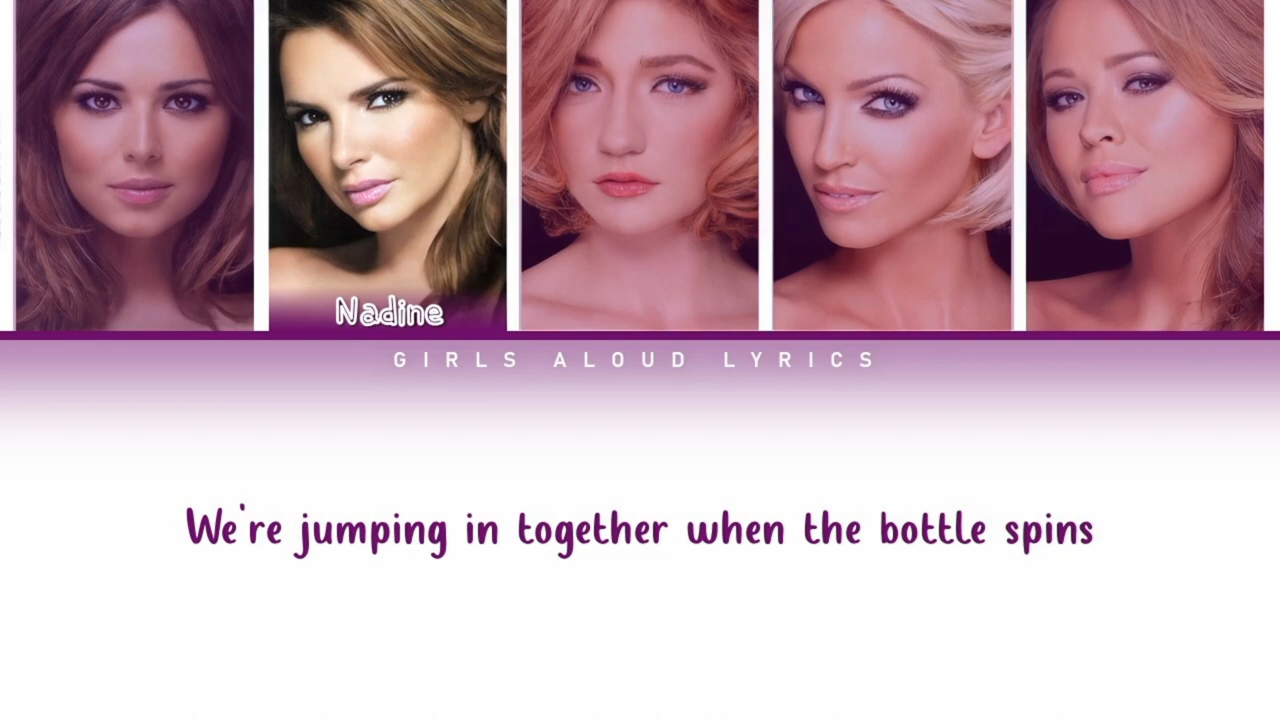 Nadine
GIRLS ALOUD LYRICS
We're jumping in together when the bottle spins